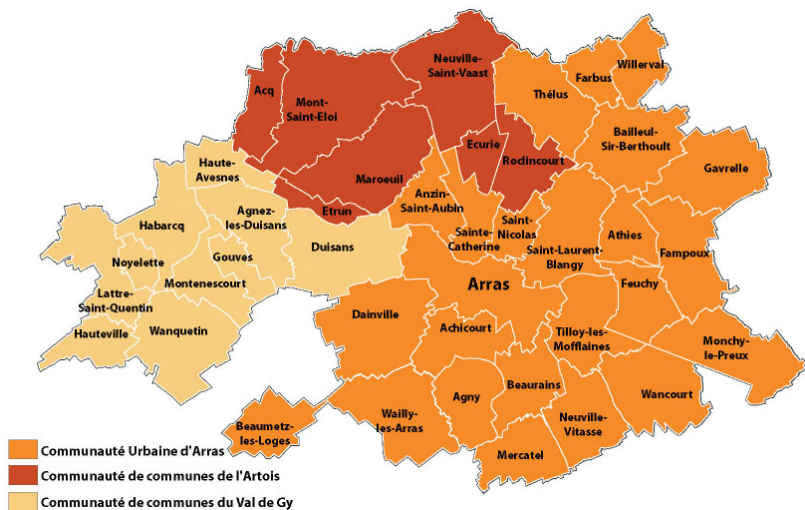 Neuville-
Saint-Vaast
Willerval
Farbus
Thélus
Acq
Mont-
Saint-Eloi
Bailleul-
Sir-Berthoult
Ecurie
Roclincourt
Haute-
Avesnes
Gavrelle
Maroeuil
Anzin-
Saint-Aubin
Etrun
Agnez-
les-Duisans
Habarcq
Saint-
Nicolas
Sainte-
Catherine
Athies
Duisans
Saint-Laurent-
Blangy
Fampoux
Gouves
Noyelette
Montenescourt
Arras
Feuchy
Lattre-
Saint-Quentin
Dainville
Achicourt
Hauteville
Wanquetin
Tilloy-les-
Mofflaines
Monchy-
le-Preux
Beaurains
Wancourt
Agny
Wailly-
les-Arras
Neuville-
Vitasse
Beaumetz-
les-Loges
Mercatel
Communauté Urbaine d'Arras
Communauté de communes de l'Artois
Communauté de communes du Val de Gy